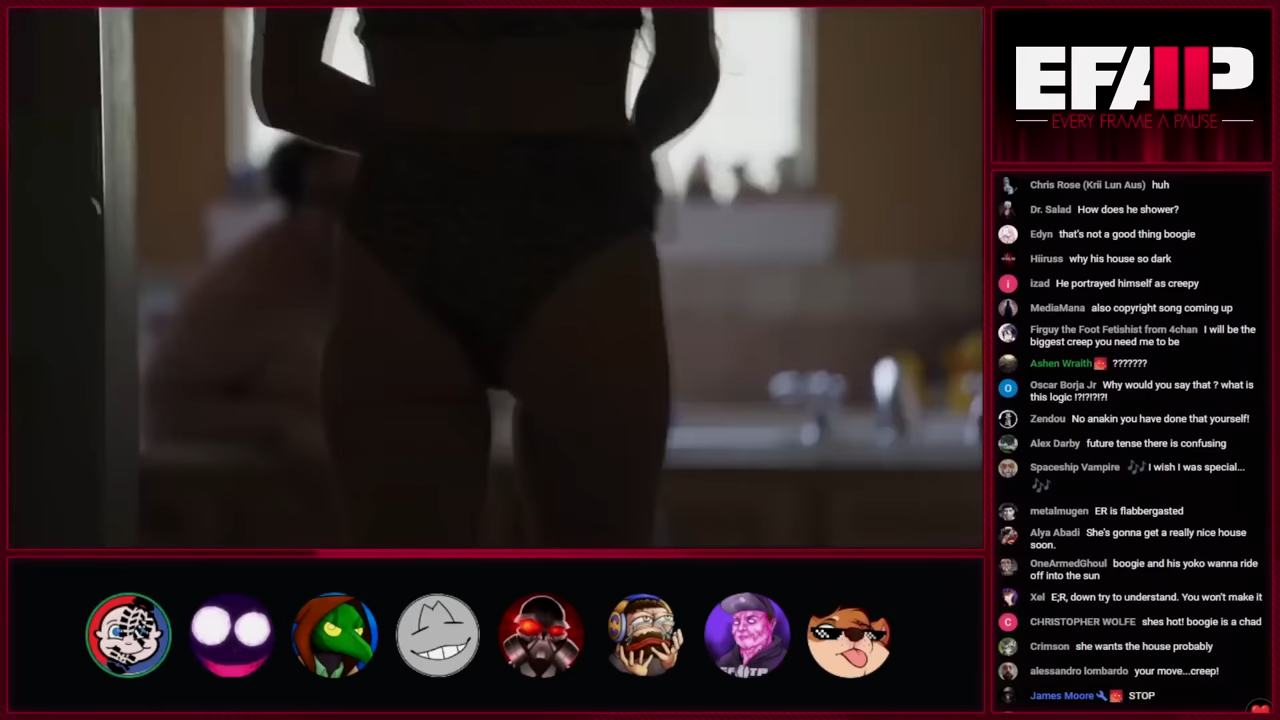 EFAP
EVERY FRAME A PAUSE
Chris Rose (Krii Lun Aus) huh
Dr. Salad How does he shower?
Edyn that's not a good thing boogie
Hiiruss why his house so dark
izad He portrayed himself as creepy
MediaMana also copyright song coming up
Firguy the Foot Fetishist from 4chan I will be the
biggest creep you need me to be
Ashen Wraith ???????
Oscar Borja Jr Why would you say that ? what is
this logic !?!?!?!?!
Zendou No anakin you have done that yourself!
Alex Darby future tense there is confusing
Spaceship Vampire 🎶I wish I was special...
🎶
metalmugen ER is flabbergasted
Alya Abadi She's gonna get a really nice house
soon.
OneArmedGhoul boogie and his yoko wanna ride
off into the sun
Xel E;R, down try to understand. You won't make it
CHRISTOPHER WOLFE shes hot! boogie is a chad
Crimson she wants the house probably
alessandro lombardo your move...creep!
James Moore STOP
EFAP